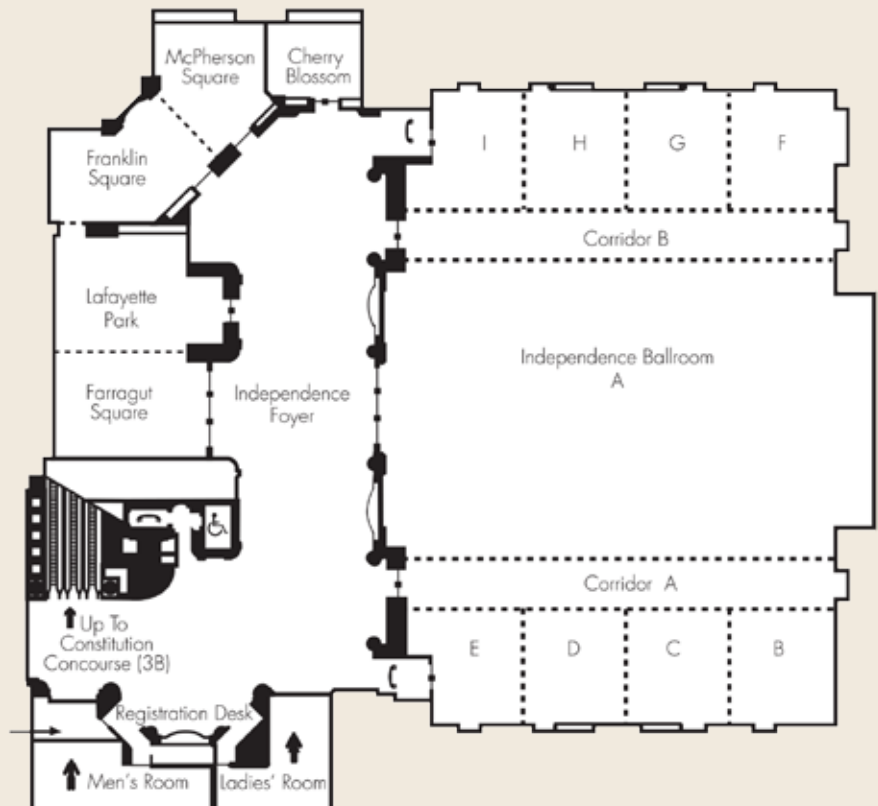 McPherson
Square
Cherry
Blossom
Franklin
Square
I
H
G
F
Corridor B
Lafayette
Park
Independence Ballroom
A
Farragut
Square
Independence
Foyer
Corridor A
Up To
Constitution
Concourse (3B)
E
D
C
B
Registration Desk
Men's Room
Ladies' Room